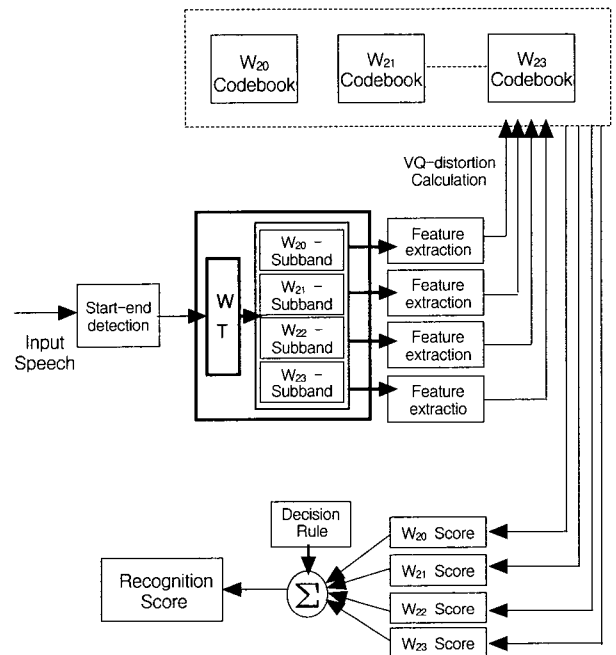 W20 Codebook
W21 Codebook
W23 Codebook
VQ-distortion
Calculation
W20 -
Subband
W21 -
Subband
W22 -
Subband
W23 -
Subband
W
T
Feature
extraction
Feature
extraction
Feature
extraction
Feature
extractio
Start-end
detection
Input
Speech
Decision
Rule
W20 Score
W21 Score
W22 Score
W23 Score
Σ
Recognition
Score